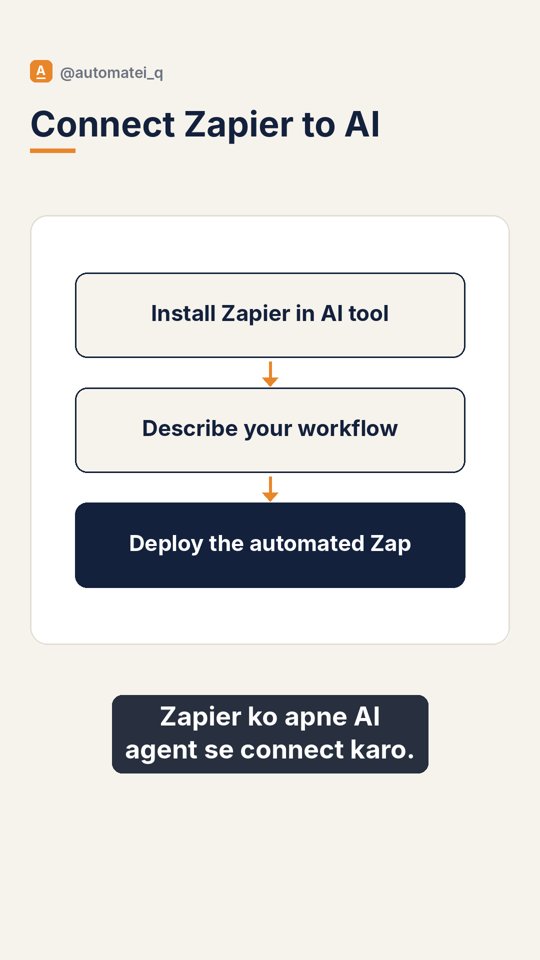 A
@automatei_q
Connect Zapier to AI
Install Zapier in AI tool
Describe your workflow
Deploy the automated Zap
Zapier ko apne AI
agent se connect karo.